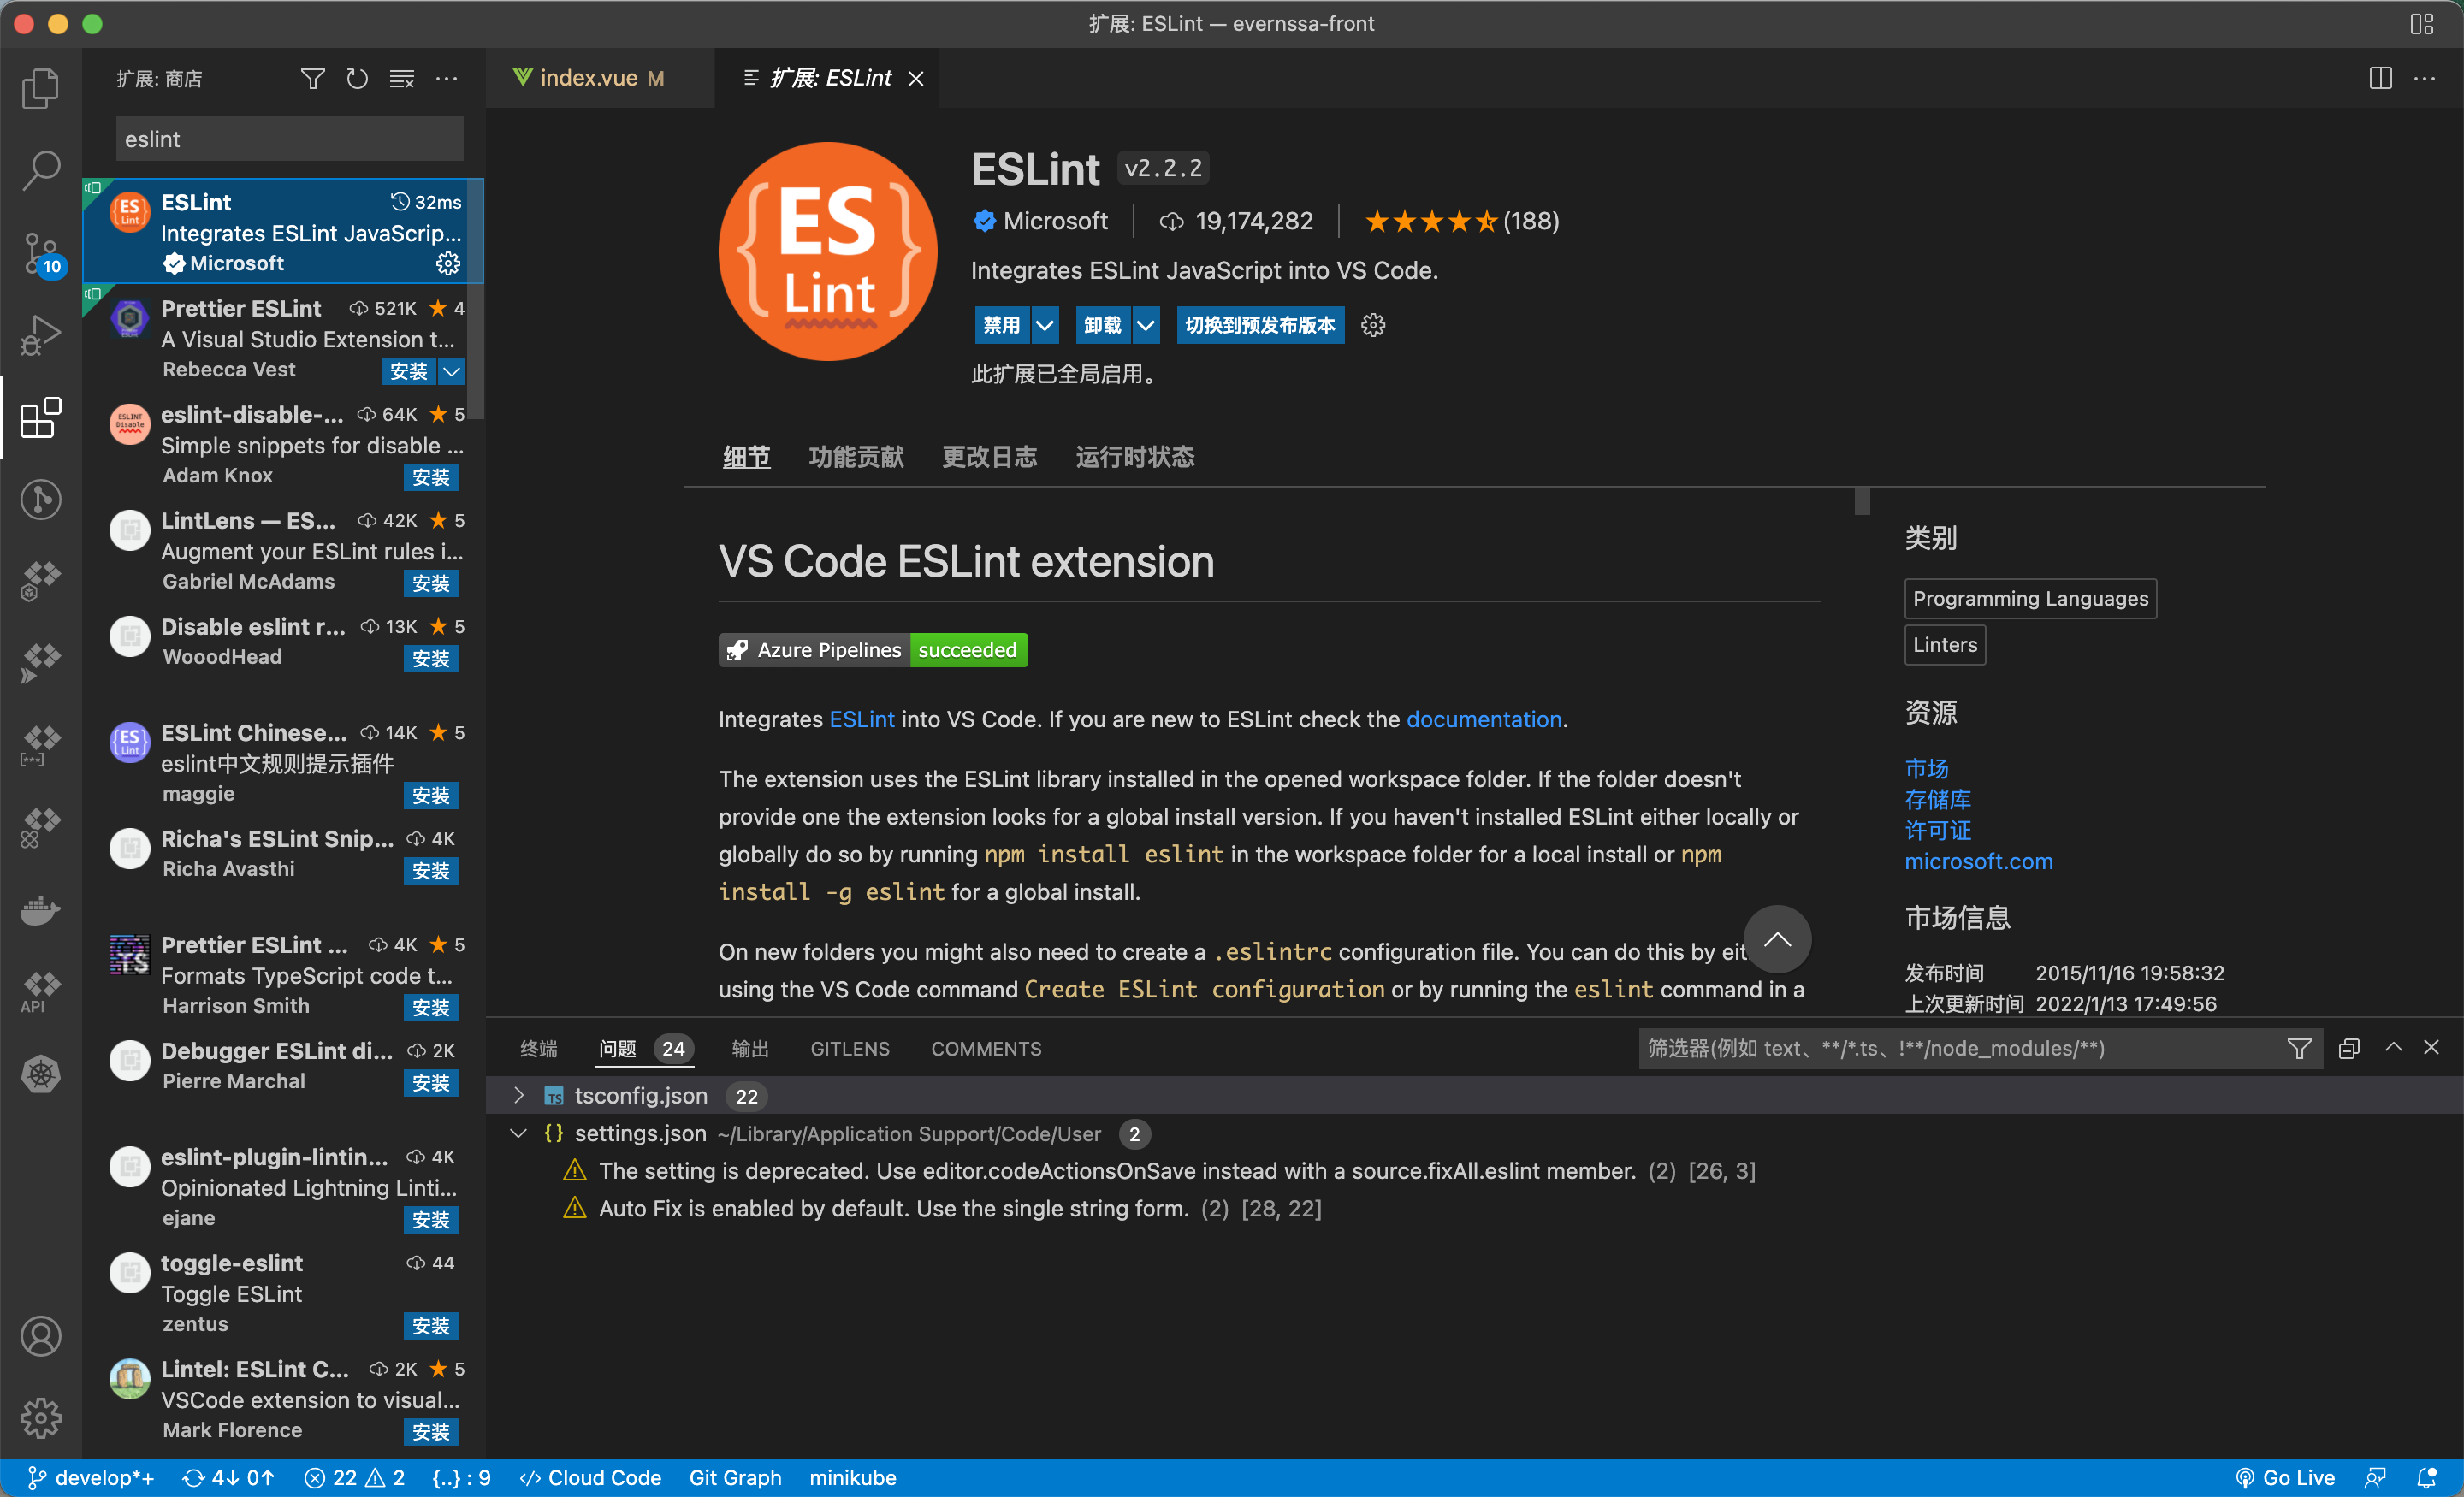 扩展: ESLint — evernssa-front
扩展: 商店
eslint
ESLint 32ms
Integrates ESLint JavaScrip...
Microsoft
Prettier ESLint 521K 4
A Visual Studio Extension t...
Rebecca Vest 安装
eslint-disable-... 64K 5
Simple snippets for disable ...
Adam Knox 安装
LintLens — ES... 42K 5
Augment your ESLint rules i...
Gabriel McAdams 安装
Disable eslint r... 13K 5
WooodHead 安装
ESLint Chinese... 14K 5
eslint中文规则提示插件
maggie 安装
Richa's ESLint Snip... 4K
Richa Avasthi 安装
Prettier ESLint ... 4K 5
Formats TypeScript code t...
Harrison Smith 安装
Debugger ESLint di... 2K
Pierre Marchal 安装
eslint-plugin-lintin... 4K
Opinionated Lightning Linti...
ejane 安装
toggle-eslint 44
Toggle ESLint
zentus 安装
Lintel: ESLint C... 2K 5
VSCode extension to visual...
Mark Florence 安装
10
API
index.vue M
扩展: ESLint
ES
Lint
ESLint v2.2.2
Microsoft 19,174,282 (188)
Integrates ESLint JavaScript into VS Code.
禁用 卸载 切换到预发布版本
此扩展已全局启用。
细节 功能贡献 更改日志 运行时状态
VS Code ESLint extension
Azure Pipelines succeeded
Integrates ESLint into VS Code. If you are new to ESLint check the documentation.
The extension uses the ESLint library installed in the opened workspace folder. If the folder doesn't
provide one the extension looks for a global install version. If you haven't installed ESLint either locally or
globally do so by running npm install eslint in the workspace folder for a local install or npm
install -g eslint for a global install.
On new folders you might also need to create a .eslintrc configuration file. You can do this by eit
using the VS Code command Create ESLint configuration or by running the eslint command in a
类别
Programming Languages
Linters
资源
市场
存储库
许可证
microsoft.com
市场信息
发布时间 2015/11/16 19:58:32
上次更新时间 2022/1/13 17:49:56
终端 问题 24 输出 GITLENS COMMENTS
筛选器(例如 text、**/*.ts、!**/node_modules/**)
TS tsconfig.json 22
{} settings.json ~/Library/Application Support/Code/User 2
The setting is deprecated. Use editor.codeActionsOnSave instead with a source.fixAll.eslint member. (2) [26, 3]
Auto Fix is enabled by default. Use the single string form. (2) [28, 22]
develop*+ 4↓ 0↑ 22 2 {..} : 9 </> Cloud Code Git Graph minikube Go Live